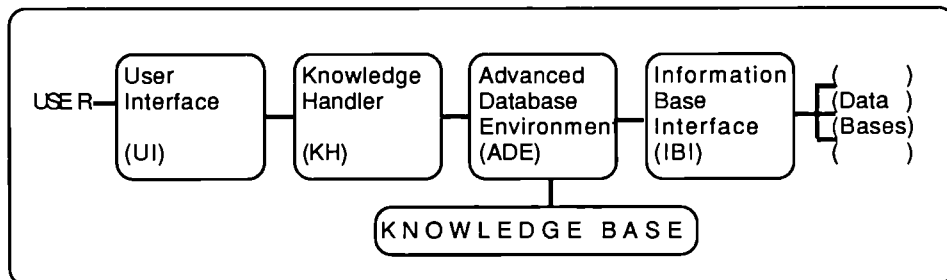 USER
User
Interface
(UI)
Knowledge
Handler
(KH)
Advanced
Database
Environment
(ADE)
Information
Base
Interface
(IBI)
( )
(Data )
(Bases)
( )
KNOWLEDGE BASE